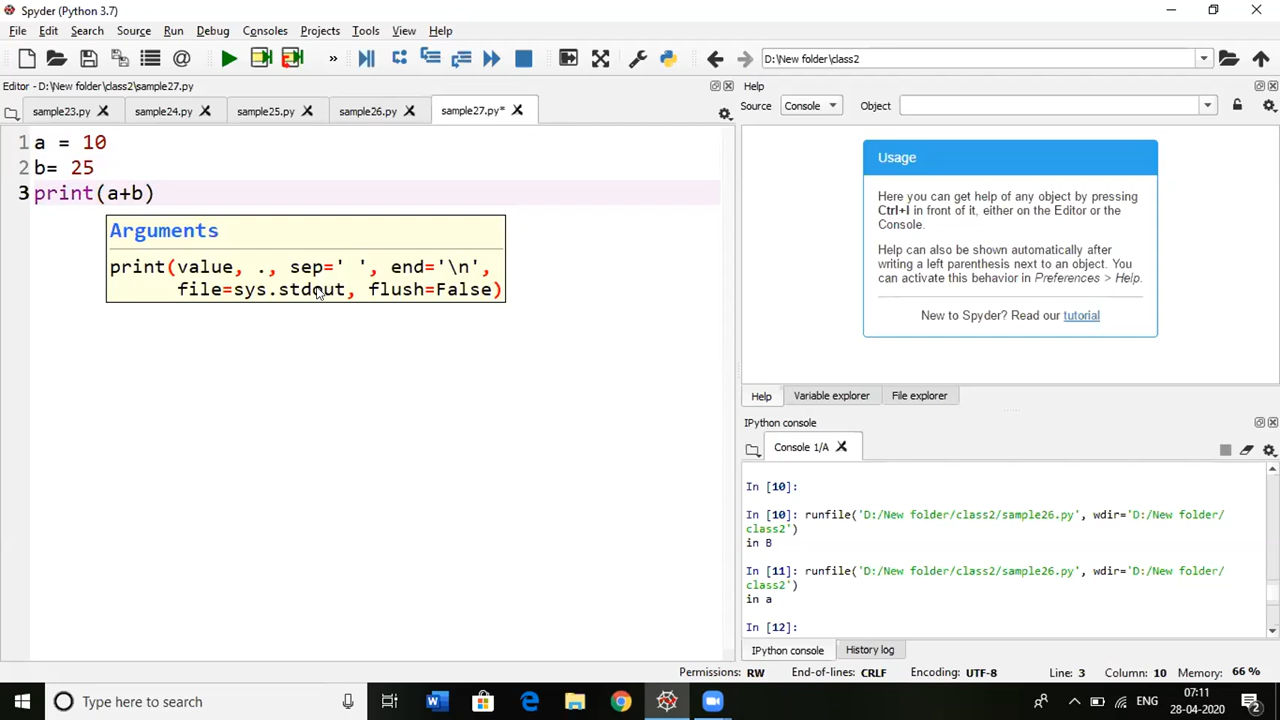 Spyder (Python 3.7)
File Edit Search Source Run Debug Consoles Projects Tools View Help
D:\New folder\class2
Editor - D:\New folder\class2\sample27.py
Help
sample23.py sample24.py sample25.py sample26.py sample27.py*
Source Console Object
1 a = 10
2 b= 25
3 print(a+b)
Arguments
print(value, ., sep=' ', end='\n',
file=sys.stdout, flush=False)
Usage
Here you can get help of any object by pressing
Ctrl+I in front of it, either on the Editor or the
Console.
Help can also be shown automatically after
writing a left parenthesis next to an object. You
can activate this behavior in Preferences > Help.
New to Spyder? Read our tutorial
Help Variable explorer File explorer
IPython console
Console 1/A
In [10]:
In [10]: runfile('D:/New folder/class2/sample26.py', wdir='D:/New folder/
class2')
in B
In [11]: runfile('D:/New folder/class2/sample26.py', wdir='D:/New folder/
class2')
in a
In [12]:
IPython console History log
Permissions: RW End-of-lines: CRLF Encoding: UTF-8 Line: 3 Column: 10 Memory: 66 %
Type here to search
ENG
07:11
28-04-2020
2